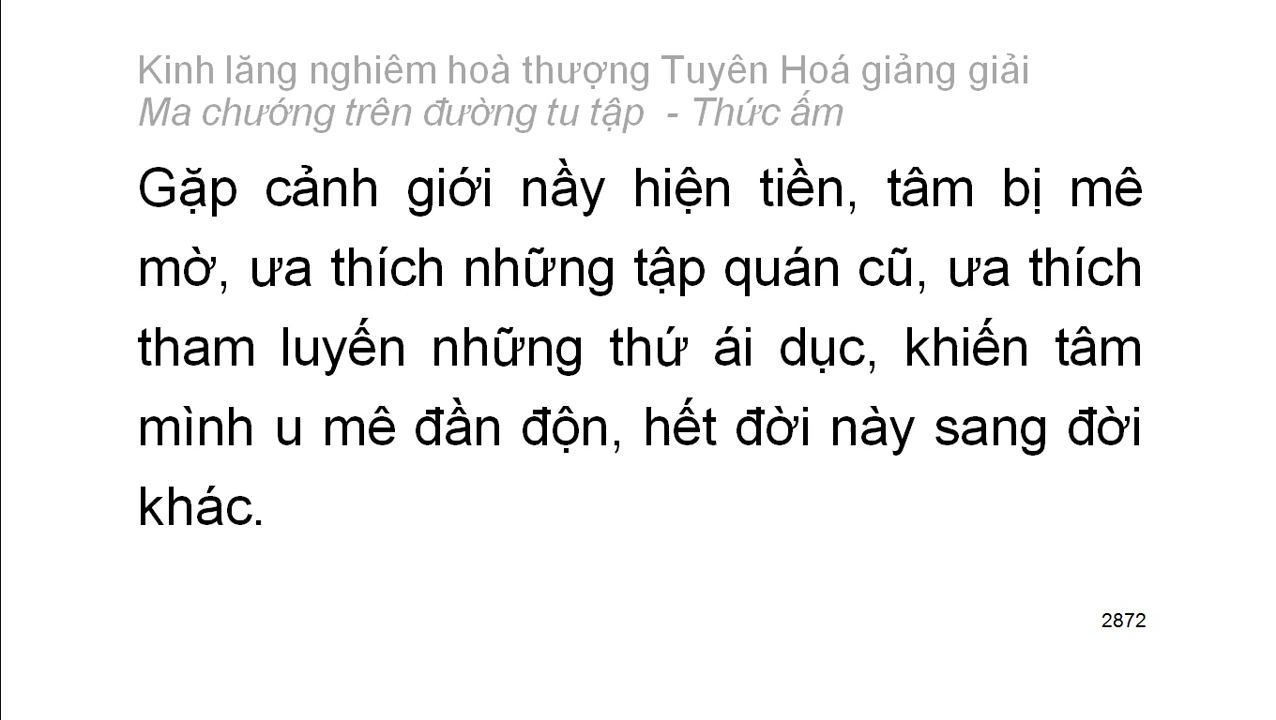 Kinh lăng nghiêm hoà thượng Tuyên Hoá giảng giải
Ma chướng trên đường tu tập - Thức ấm
Gặp cảnh giới nầy hiện tiền, tâm bị mê
mờ, ưa thích những tập quán cũ, ưa thích
tham luyến những thứ ái dục, khiến tâm
mình u mê đần độn, hết đời này sang đời
khác.
2872